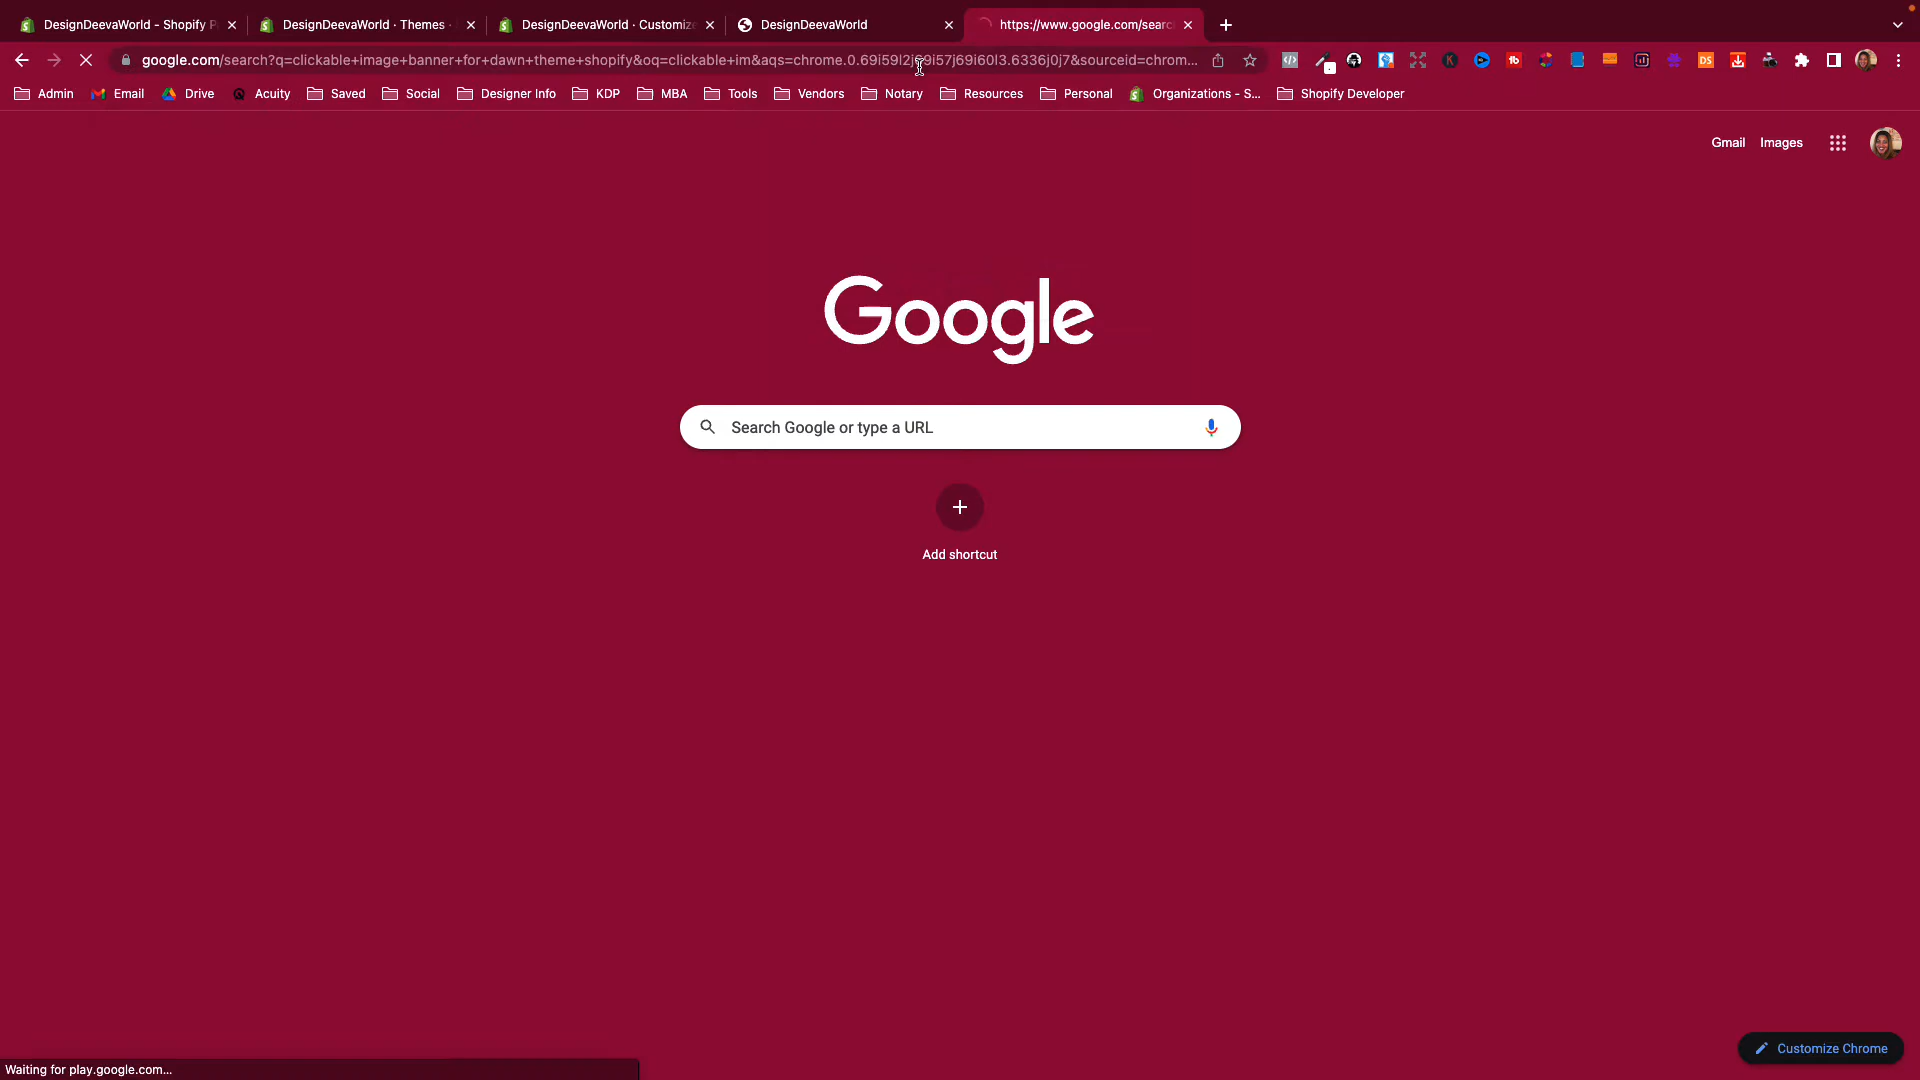 DesignDeevaWorld - Shopify P
DesignDeevaWorld · Themes ·
DesignDeevaWorld · Customize
DesignDeevaWorld
https://www.google.com/searc
google.com/search?q=clickable+image+banner+for+dawn+theme+shopify&oq=clickable+im&aqs=chrome.0.69i59l2j69i57j69i60l3.6336j0j7&sourceid=chrom...
Admin
Email
Drive
Acuity
Saved
Social
Designer Info
KDP
MBA
Tools
Vendors
Notary
Resources
Personal
Organizations - S...
Shopify Developer
Gmail
Images
Google
Search Google or type a URL
Add shortcut
Customize Chrome
Waiting for play.google.com...